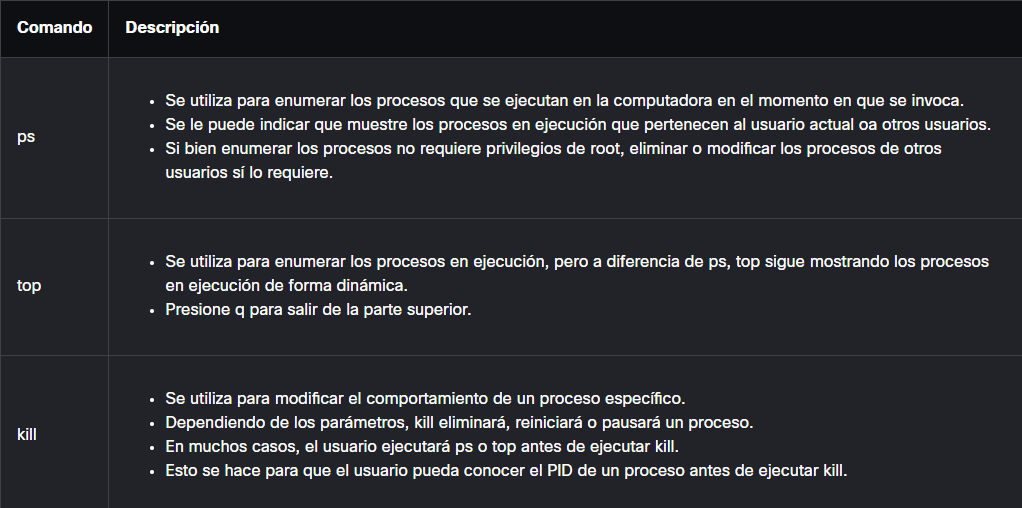 Comando Descripción
ps
• Se utiliza para enumerar los procesos que se ejecutan en la computadora en el momento en que se invoca.
• Se le puede indicar que muestre los procesos en ejecución que pertenecen al usuario actual oa otros usuarios.
• Si bien enumerar los procesos no requiere privilegios de root, eliminar o modificar los procesos de otros
usuarios sí lo requiere.
top
• Se utiliza para enumerar los procesos en ejecución, pero a diferencia de ps, top sigue mostrando los procesos
en ejecución de forma dinámica.
• Presione q para salir de la parte superior.
kill
• Se utiliza para modificar el comportamiento de un proceso específico.
• Dependiendo de los parámetros, kill eliminará, reiniciará o pausará un proceso.
• En muchos casos, el usuario ejecutará ps o top antes de ejecutar kill.
• Esto se hace para que el usuario pueda conocer el PID de un proceso antes de ejecutar kill.